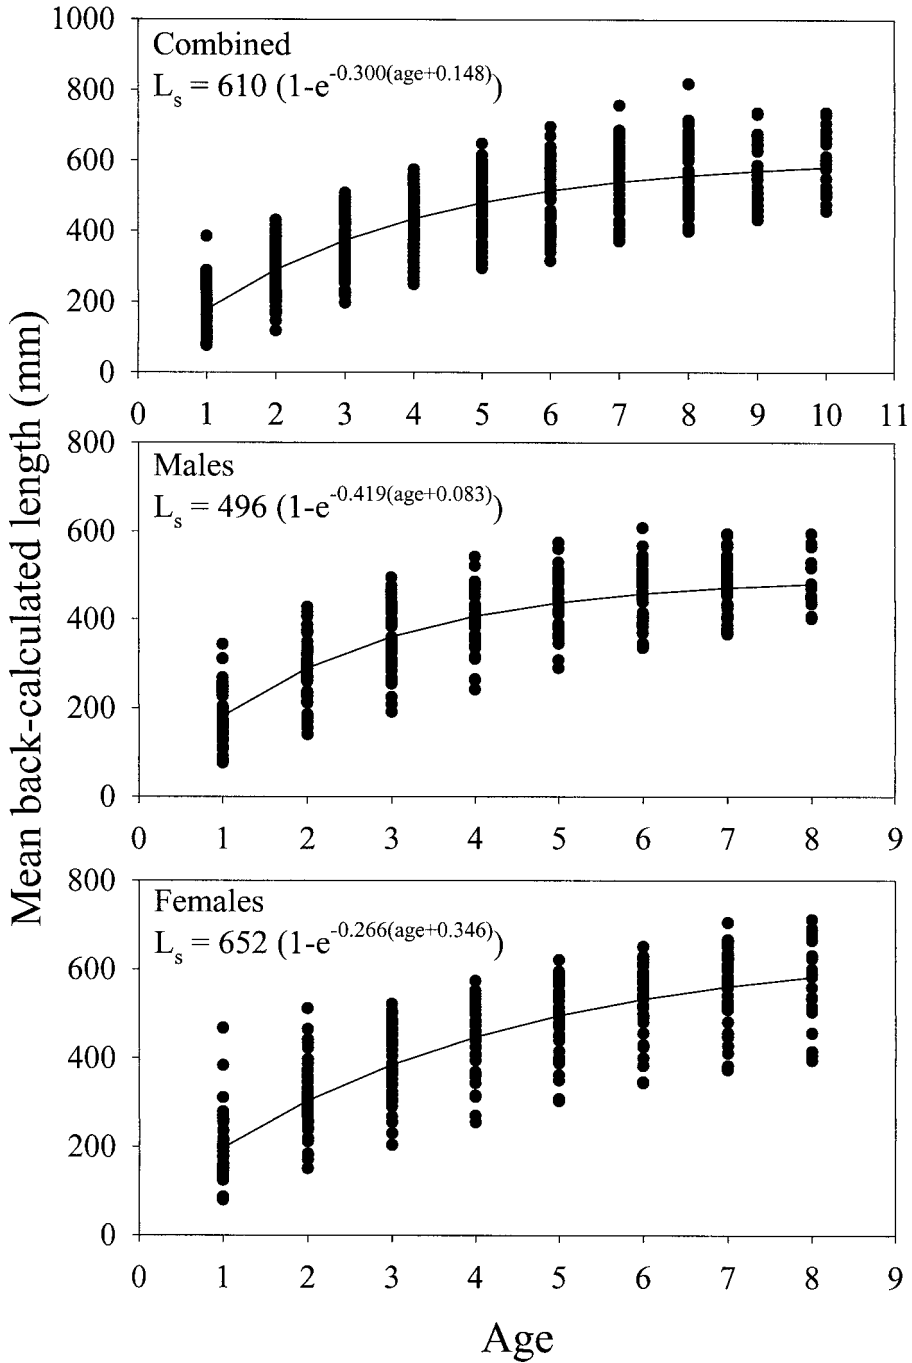 Mean back-calculated length (mm)
1000
800
600
400
200
0
Combined
L_s = 610 (1-e^-0.300(age+0.148))
0 1 2 3 4 5 6 7 8 9 10 11
800
600
400
200
0
Males
L_s = 496 (1-e^-0.419(age+0.083))
0 1 2 3 4 5 6 7 8 9
800
600
400
200
0
Females
L_s = 652 (1-e^-0.266(age+0.346))
0 1 2 3 4 5 6 7 8 9
Age